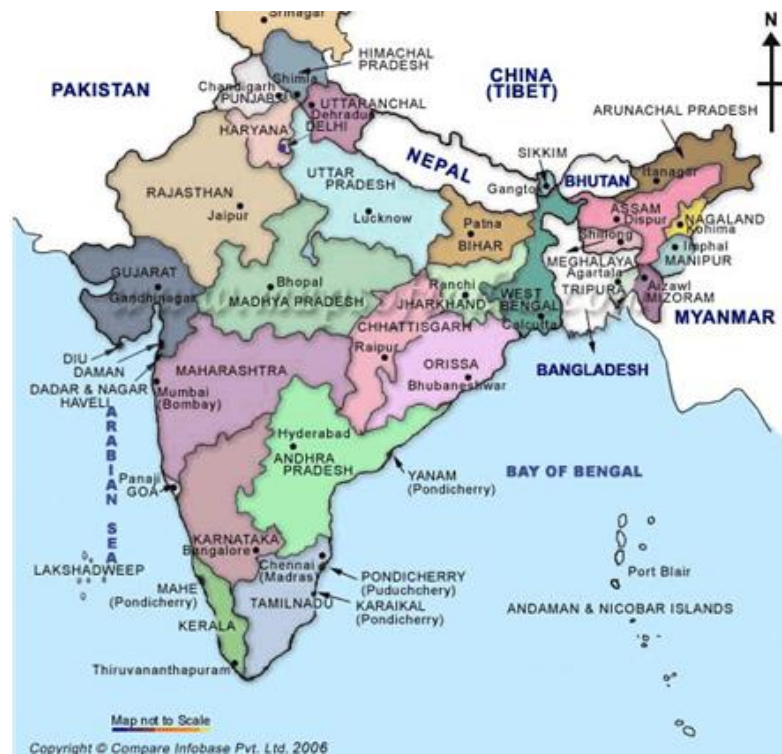 Srinagar
N
HIMACHAL
PRADESH
PAKISTAN
CHINA
(TIBET)
Chandigarh
Shimla
PUNJAB
UTTARANCHAL
Dehradun
ARUNACHAL PRADESH
HARYANA
DELHI
NEPAL
SIKKIM
Gangto
BHUTAN
Itanagar
UTTAR
PRADESH
RAJASTHAN
Jaipur
Lucknow
Patna
BIHAR
ASSAM
Dispur
NAGALAND
Kohima
Shillong
MEGHALAYA
Imphal
MANIPUR
Agartala
TRIPURA
Aizawl
MIZORAM
GUJARAT
Gandhinagar
Bhopal
MADHYA PRADESH
Ranchi
JHARKHAND
WEST
BENGAL
Calcutta
MYANMAR
CHHATTISGARH
Raipur
DIU
DAMAN
DADAR & NAGAR
HAVELI
MAHARASHTRA
Mumbai
(Bombay)
ORISSA
Bhubaneshwar
BANGLADESH
ARABIAN SEA
Hyderabad
ANDHRA
PRADESH
YANAM
(Pondicherry)
BAY OF BENGAL
Panaji
GOA
KARNATAKA
Bangalore
Chennai
(Madras)
LAKSHADWEEP
MAHE
(Pondicherry)
PONDICHERRY
(Puduchchery)
KARAIKAL
(Pondicherry)
TAMILNADU
KERALA
Port Blair
ANDAMAN & NICOBAR ISLANDS
Thiruvananthapuram
Map not to Scale
Copyright © Compare Infobase Pvt. Ltd. 2006